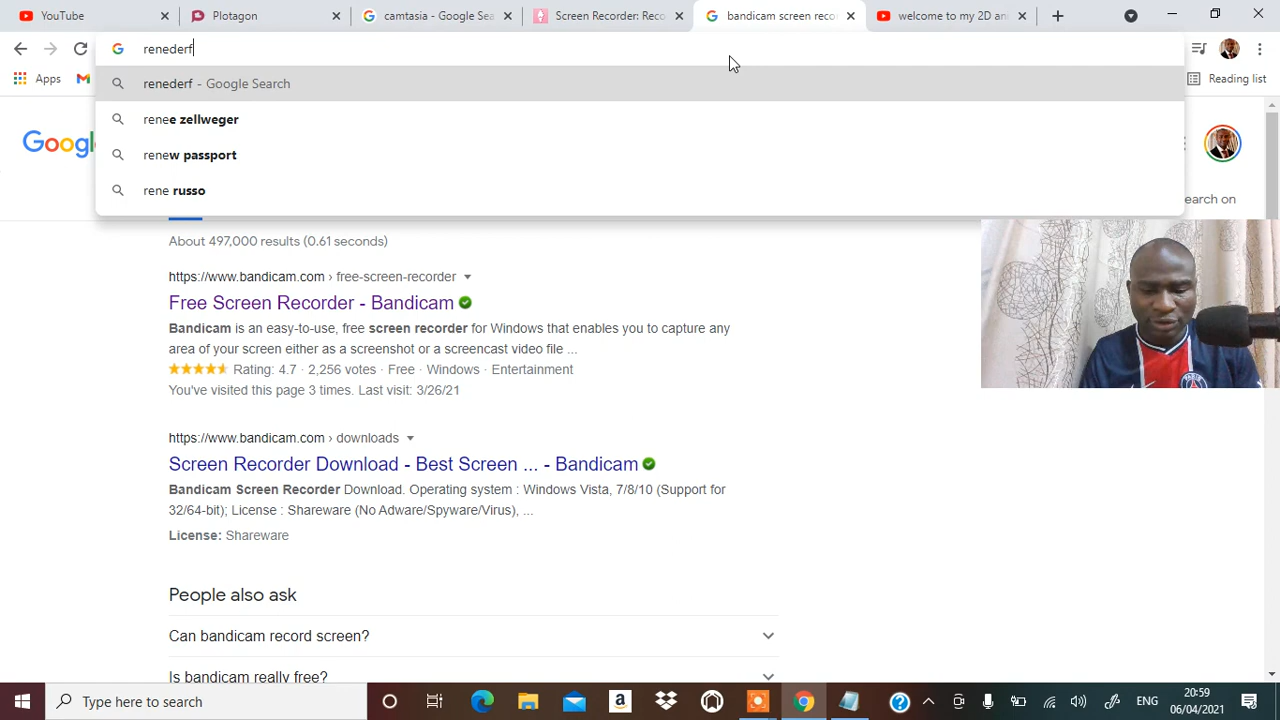 YouTube
Plotagon
camtasia - Google Sea
Screen Recorder: Reco
bandicam screen reco
welcome to my 2D an
renederf
Apps
Reading list
renederf - Google Search
renee zellweger
renew passport
rene russo
Googl
earch on
About 497,000 results (0.61 seconds)
https://www.bandicam.com › free-screen-recorder
Free Screen Recorder - Bandicam
Bandicam is an easy-to-use, free screen recorder for Windows that enables you to capture any
area of your screen either as a screenshot or a screencast video file ...
Rating: 4.7 · 2,256 votes · Free · Windows · Entertainment
You've visited this page 3 times. Last visit: 3/26/21
https://www.bandicam.com › downloads
Screen Recorder Download - Best Screen ... - Bandicam
Bandicam Screen Recorder Download. Operating system : Windows Vista, 7/8/10 (Support for
32/64-bit); License : Shareware (No Adware/Spyware/Virus), ...
License: Shareware
People also ask
Can bandicam record screen?
Is bandicam really free?
Type here to search
ENG
20:59
06/04/2021